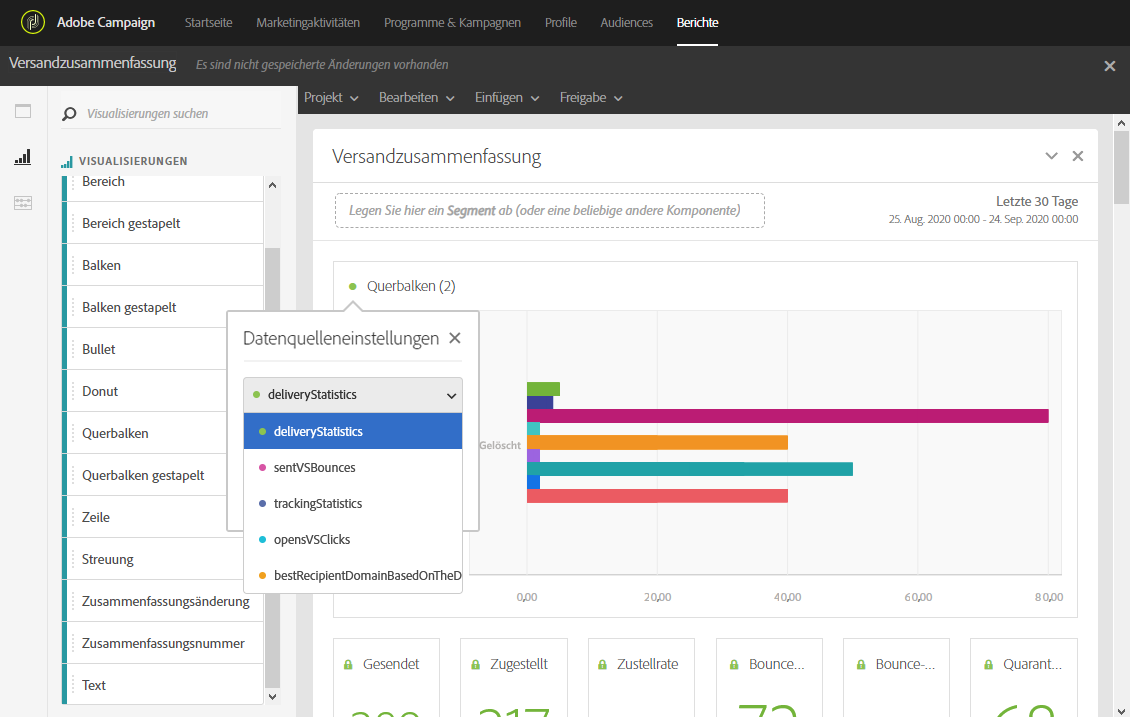 Adobe Campaign Startseite Marketingaktivitäten Programme & Kampagnen Profile Audiences Berichte
Versandzusammenfassung Es sind nicht gespeicherte Änderungen vorhanden
Projekt Bearbeiten Einfügen Freigabe
Visualisierungen suchen
VISUALISIERUNGEN
Bereich
Bereich gestapelt
Balken
Balken gestapelt
Bullet
Donut
Querbalken
Querbalken gestapelt
Zeile
Streuung
Zusammenfassungsänderung
Zusammenfassungsnummer
Text
Versandzusammenfassung
Legen Sie hier ein Segment ab (oder eine beliebige andere Komponente)
Letzte 30 Tage
25. Aug. 2020 00:00 - 24. Sep. 2020 00:00
Querbalken (2)
Datenquelleneinstellungen
deliveryStatistics
deliveryStatistics
sentVSBounces
trackingStatistics
opensVSClicks
bestRecipientDomainBasedOnTheD
Gelöscht
0,00 20,00 40,00 60,00 80,00
Gesendet Zugestellt Zustellrate Bounce... Bounce-... Quarant...
217 73 68